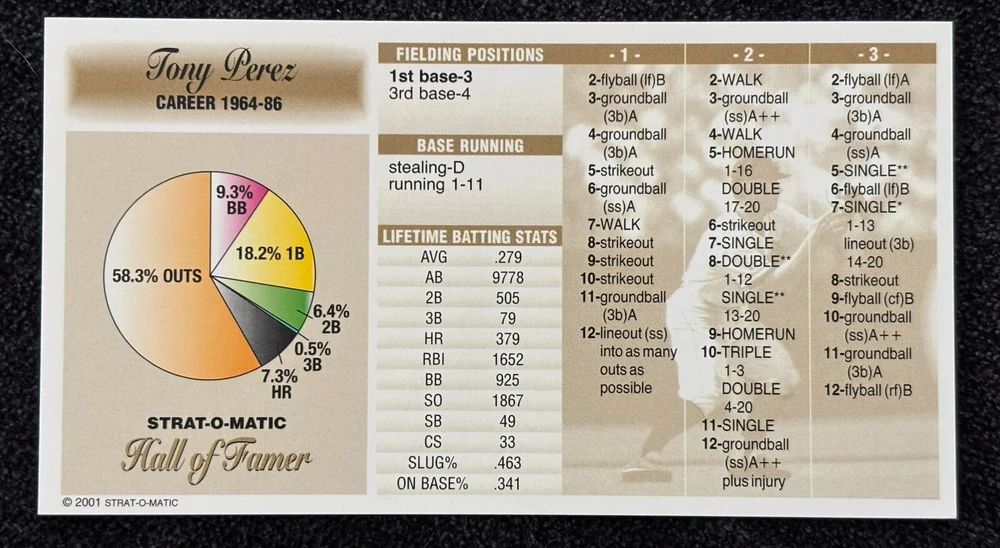 Tony Perez
CAREER 1964-86
9.3%
BB
18.2% 1B
58.3% OUTS
6.4%
2B
0.5%
3B
7.3%
HR
STRAT-O-MATIC
Hall of Famer
© 2001 STRAT-O-MATIC
FIELDING POSITIONS
1st base-3
3rd base-4
BASE RUNNING
stealing-D
running 1-11
LIFETIME BATTING STATS
AVG .279
AB 9778
2B 505
3B 79
HR 379
RBI 1652
BB 925
SO 1867
SB 49
CS 33
SLUG% .463
ON BASE% .341
- 1 -
2-flyball (lf)B
3-groundball
(3b)A
4-groundball
(3b)A
5-strikeout
6-groundball
(ss)A
7-WALK
8-strikeout
9-strikeout
10-strikeout
11-groundball
(3b)A
12-lineout (ss)
into as many
outs as
possible
- 2 -
2-WALK
3-groundball
(ss)A++
4-WALK
5-HOMERUN
1-16
DOUBLE
17-20
6-strikeout
7-SINGLE
8-DOUBLE**
1-12
SINGLE**
13-20
9-HOMERUN
10-TRIPLE
1-3
DOUBLE
4-20
11-SINGLE
12-groundball
(ss)A++
plus injury
- 3 -
2-flyball (lf)A
3-groundball
(3b)A
4-groundball
(ss)A
5-SINGLE**
6-flyball (lf)B
7-SINGLE*
1-13
lineout (3b)
14-20
8-strikeout
9-flyball (cf)B
10-groundball
(ss)A++
11-groundball
(3b)A
12-flyball (rf)B